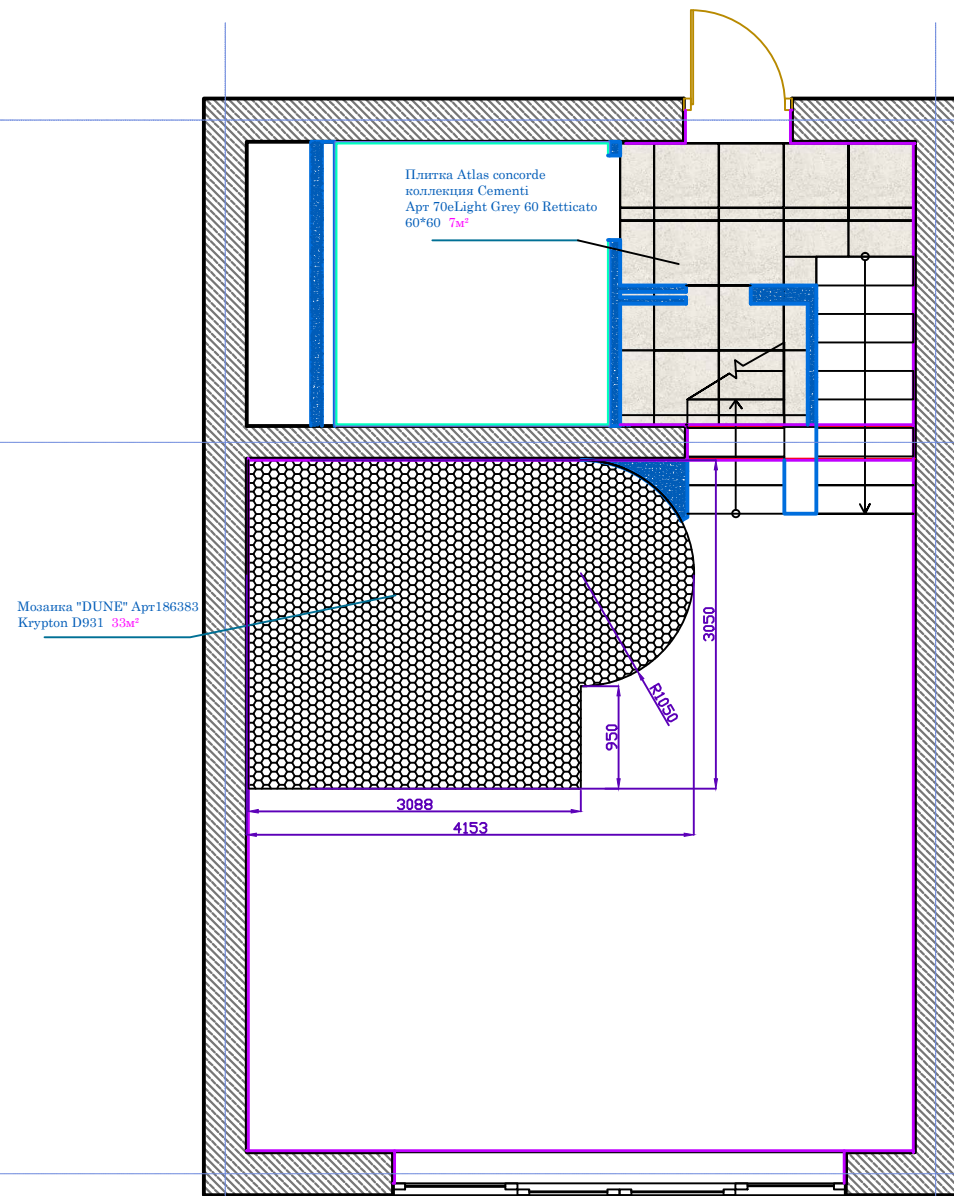 Плитка Atlas concorde
коллекция Cementi
Арт 70eLight Grey 60 Retticato
60*60 7м²
Мозаика "DUNE" Арт186383
Krypton D931 33м²
3050
R1050
950
3088
4153